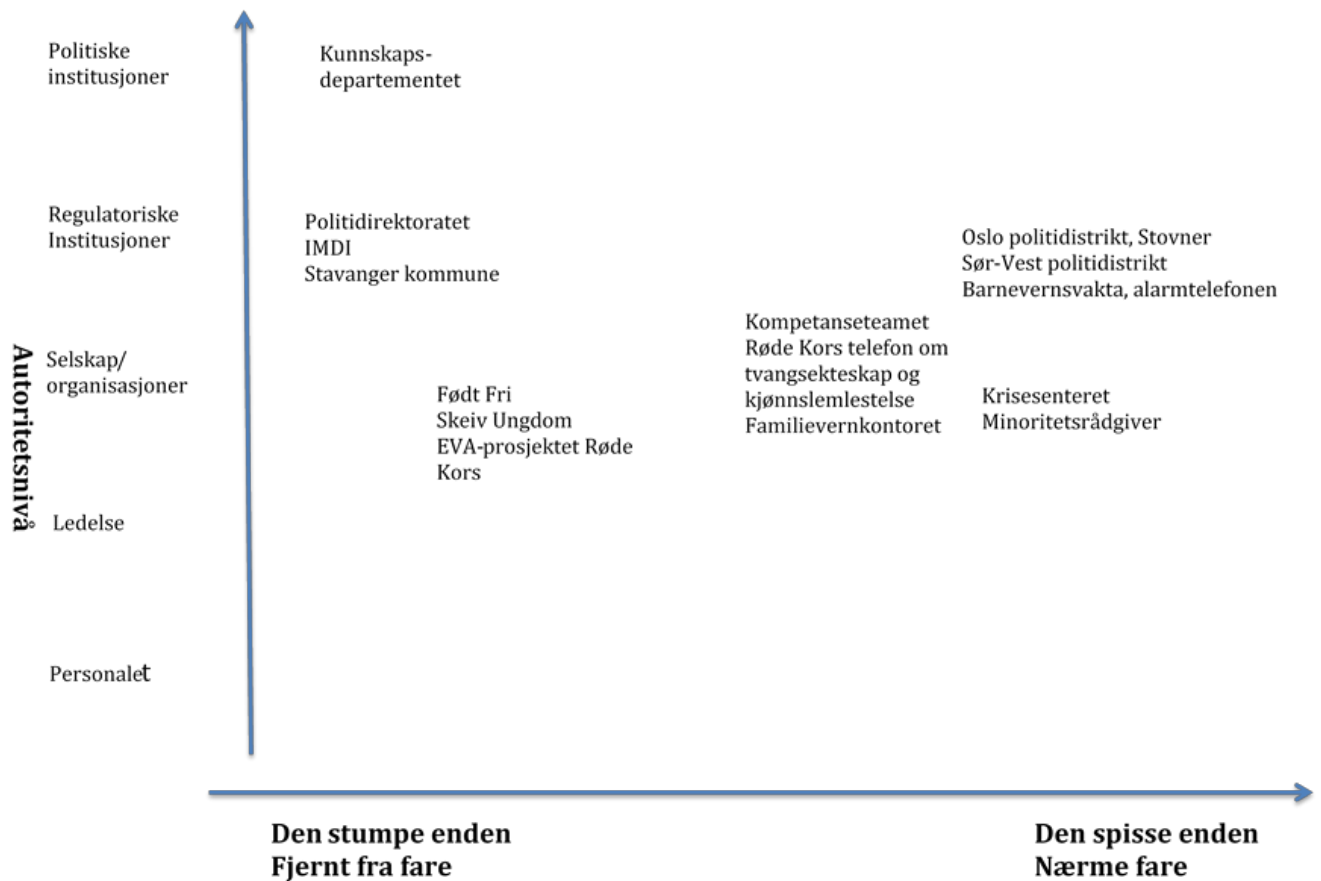 Politiske
institusjoner
Kunnskaps-
departementet
Regulatoriske
Institusjoner
Politidirektoratet
IMDI
Stavanger kommune
Oslo politidistrikt, Stovner
Sør-Vest politidistrikt
Barnevernsvakta, alarmtelefonen
Autoritetsnivå
Selskap/
organisasjoner
Født Fri
Skeiv Ungdom
EVA-prosjektet Røde
Kors
Kompetanseteamet
Røde Kors telefon om
tvangsekteskap og
kjønnslemlestelse
Familievernkontoret
Krisesenteret
Minoritetsrådgiver
Ledelse
Personalet
Den stumpe enden
Fjernt fra fare
Den spisse enden
Nærme fare